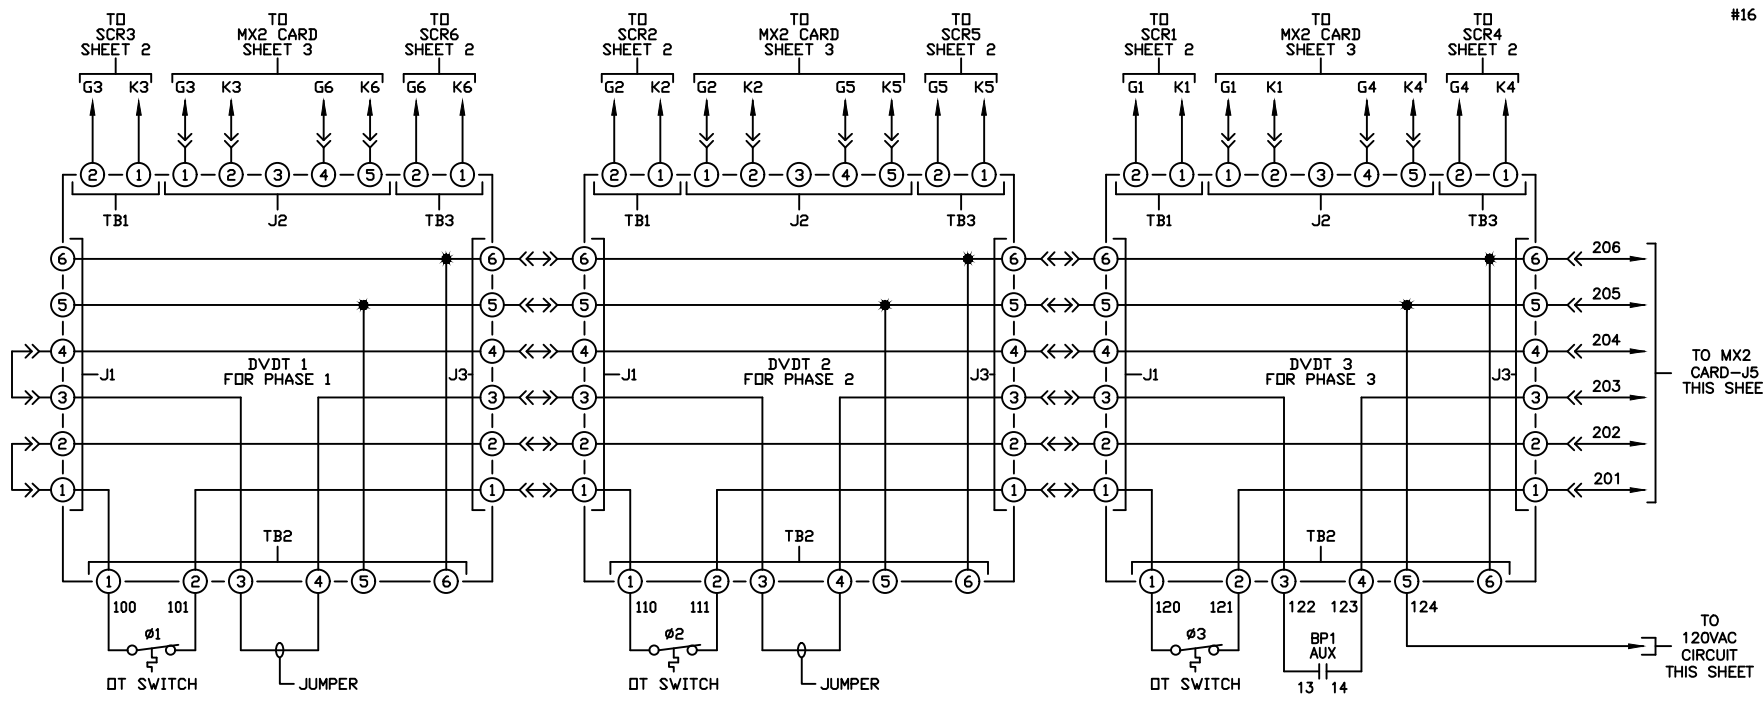 #16
TO
SCR3
SHEET 2
TO
MX2 CARD
SHEET 3
TO
SCR6
SHEET 2
TO
SCR2
SHEET 2
TO
MX2 CARD
SHEET 3
TO
SCR5
SHEET 2
TO
SCR1
SHEET 2
TO
MX2 CARD
SHEET 3
TO
SCR4
SHEET 2
G3 K3 G3 K3 G6 K6 G6 K6
G2 K2 G2 K2 G5 K5 G5 K5
G1 K1 G1 K1 G4 K4 G4 K4
2 1 1 2 3 4 5 2 1
2 1 1 2 3 4 5 2 1
2 1 1 2 3 4 5 2 1
TB1 J2 TB3
TB1 J2 TB3
TB1 J2 TB3
6 6 6 6 6 6 206
5 5 5 5 5 5 205
4 4 4 4 4 4 204
DVDT 1
FOR PHASE 1
J1 J3
DVDT 2
FOR PHASE 2
J1 J3
DVDT 3
FOR PHASE 3
J1 J3
TO MX2
CARD-J5
THIS SHEE
3 3 3 3 3 3 203
2 2 2 2 2 2 202
1 1 1 1 1 1 201
TB2
TB2
TB2
1 2 3 4 5 6
1 2 3 4 5 6
1 2 3 4 5 6
100 101
110 111
120 121 122 123 124
Ø1
OT SWITCH
JUMPER
Ø2
OT SWITCH
JUMPER
Ø3
OT SWITCH
BP1
AUX
13 14
TO
120VAC
CIRCUIT
THIS SHEET